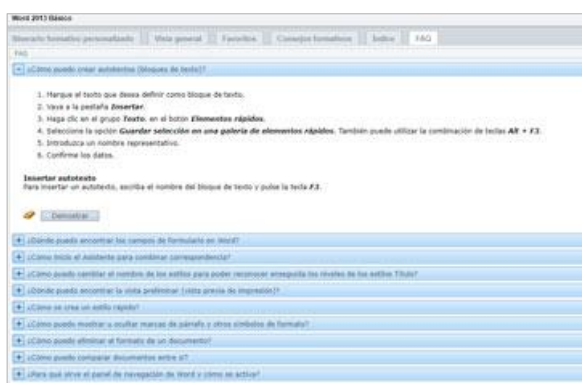 Word 2013 Básico
Itinerario formativo personalizado Vista general Favoritos Consejos formativos Índice FAQ
FAQ
¿Cómo puedo crear autotextos (bloques de texto)?
1. Marque el texto que desea definir como bloque de texto.
2. Vaya a la pestaña Insertar.
3. Haga clic en el grupo Texto, en el botón Elementos rápidos.
4. Seleccione la opción Guardar selección en una galería de elementos rápidos. También puede utilizar la combinación de teclas Alt + F3.
5. Introduzca un nombre representativo.
6. Confirme los datos.
Insertar autotexto
Para insertar un autotexto, escriba el nombre del bloque de texto y pulse la tecla F3.
Demostrar
¿Dónde puedo encontrar los campos de formulario en Word?
¿Cómo inicio el Asistente para combinar correspondencia?
¿Cómo puedo cambiar el nombre de los estilos para poder reconocer enseguida los niveles de los estilos Título?
¿Dónde puedo encontrar la vista preliminar (vista previa de impresión)?
¿Cómo se crea un estilo rápido?
¿Cómo puedo mostrar u ocultar marcas de párrafo y otros símbolos de formato?
¿Cómo puedo eliminar el formato de un documento?
¿Cómo puedo comparar documentos entre sí?
¿Para qué sirve el panel de navegación de Word y cómo se activa?